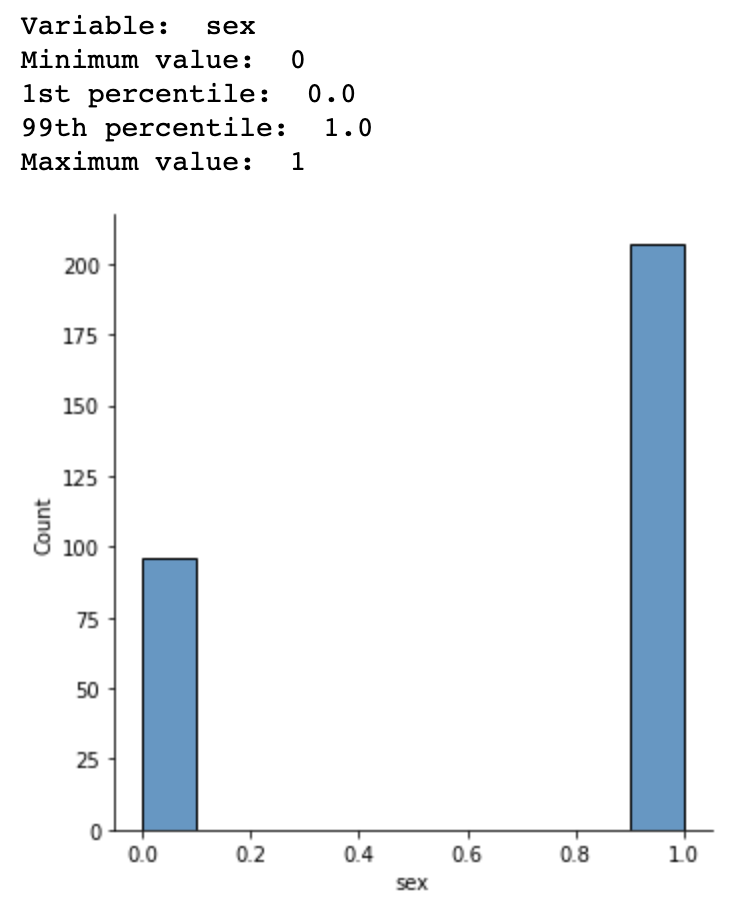 Variable:  sex
Minimum value:  0
1st percentile:  0.0
99th percentile:  1.0
Maximum value:  1
200
175
150
125
100
75
50
25
0
Count
0.0 0.2 0.4 0.6 0.8 1.0
sex